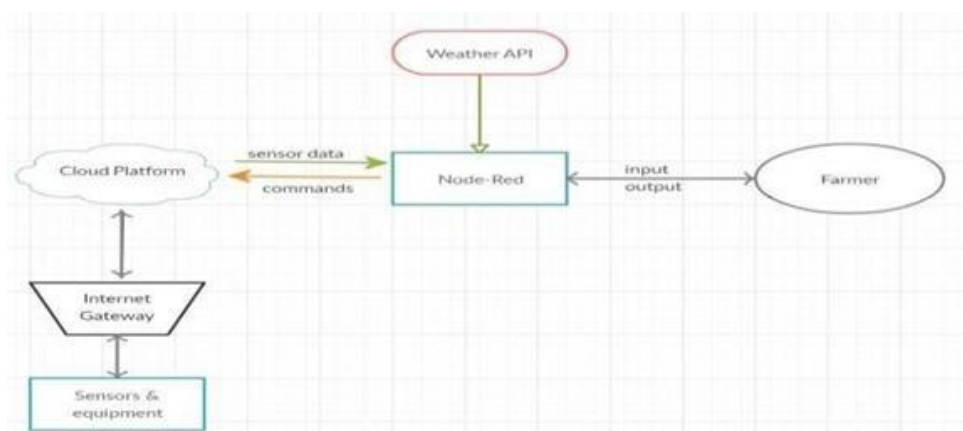 Weather API
sensor data
Cloud Platform
commands
Node-Red
input
output
Farmer
Internet
Gateway
Sensors &
equipment